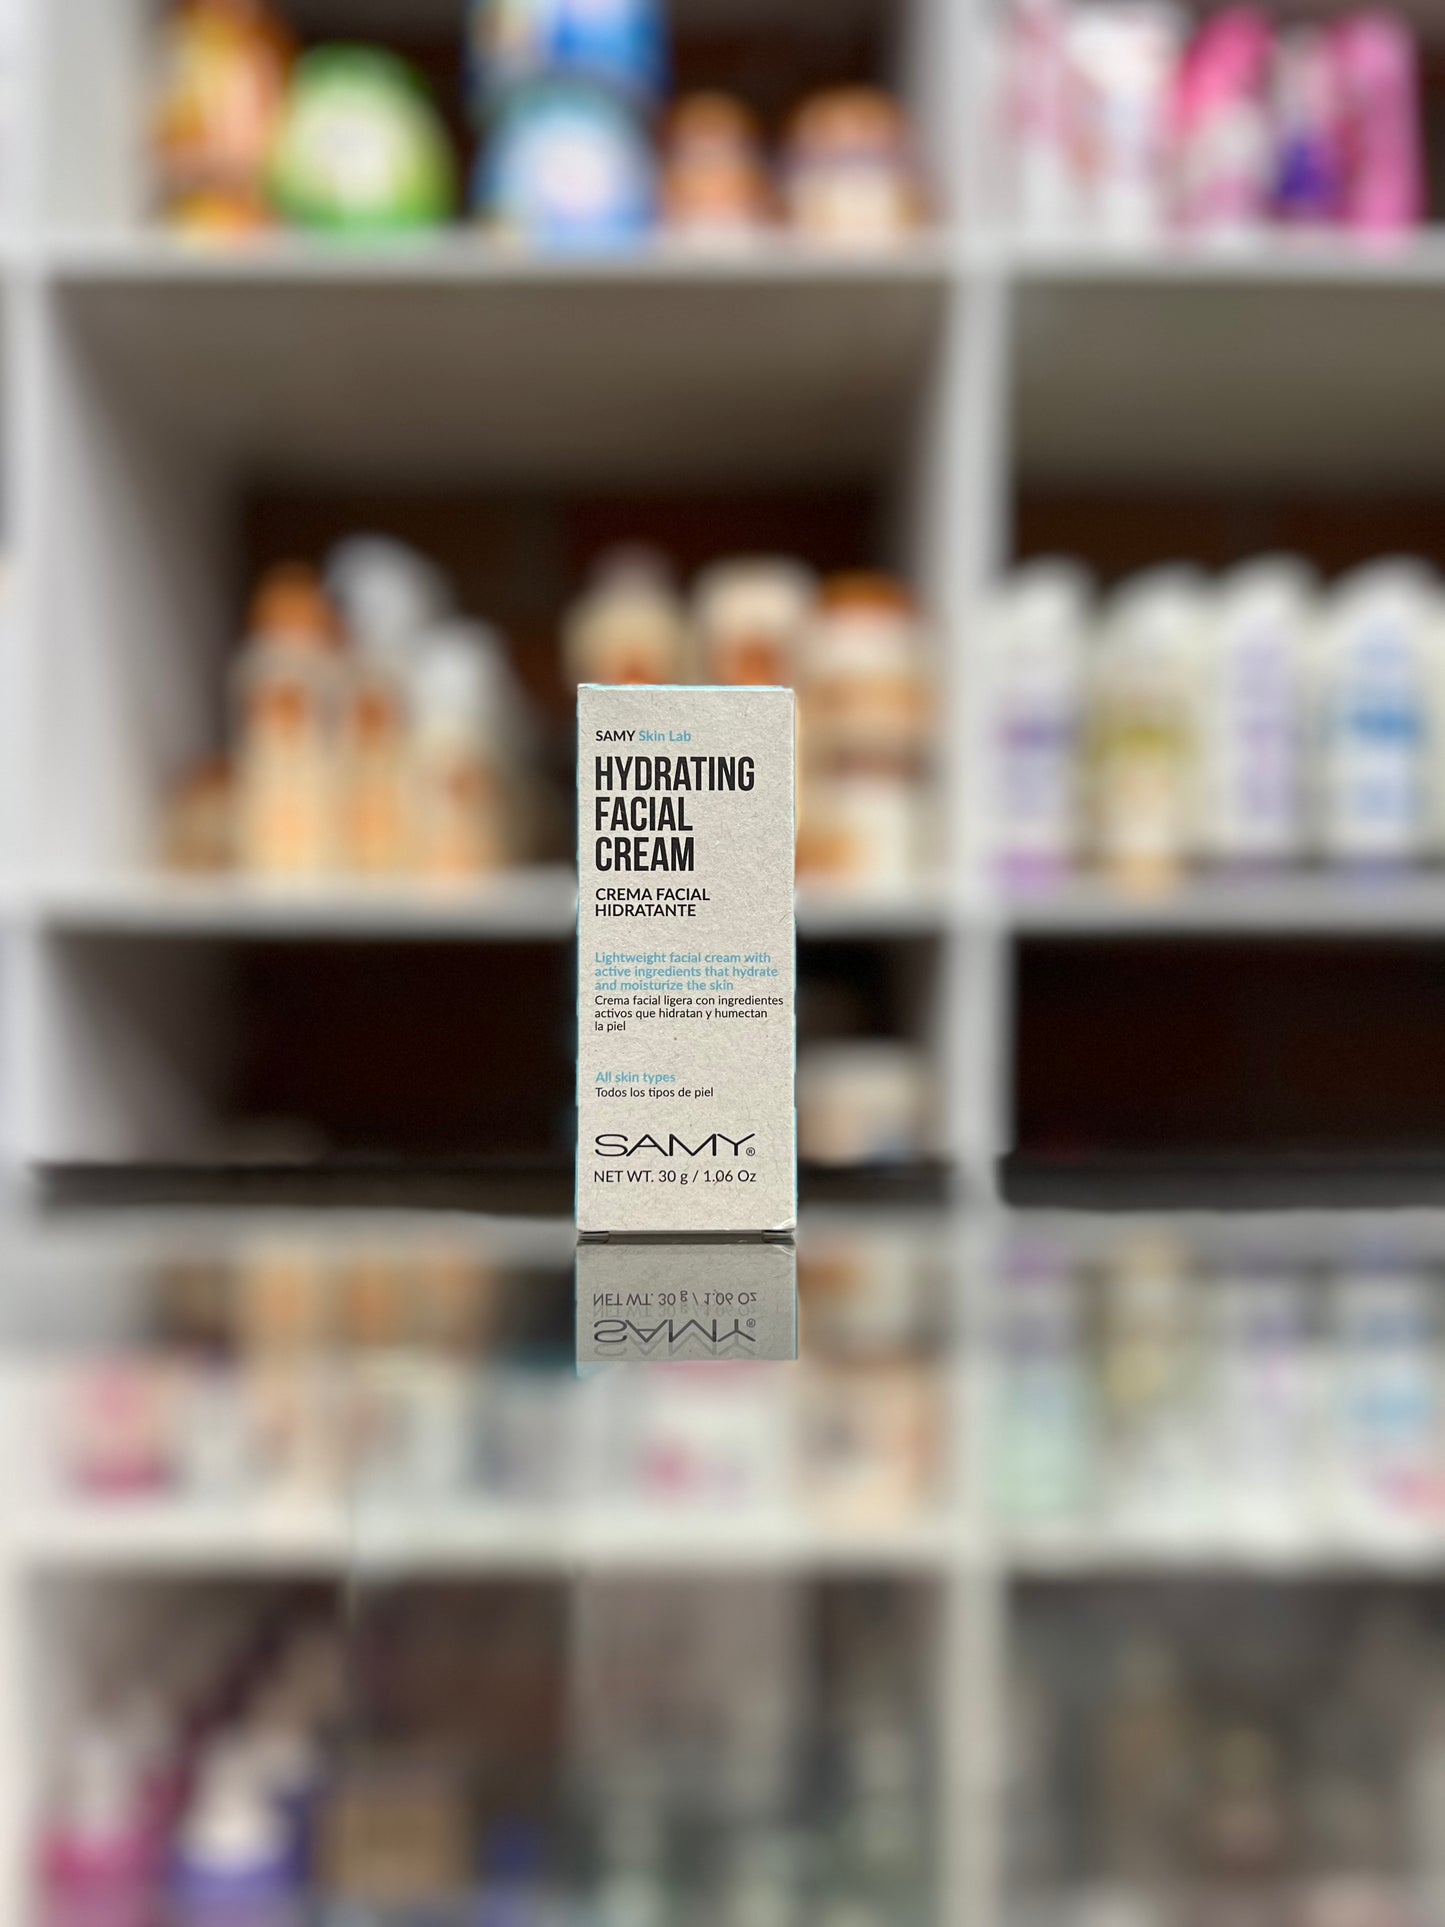 SAMY Skin Lab
HYDRATING
FACIAL
CREAM
CREMA FACIAL
HIDRATANTE
Lightweight facial cream with
active ingredients that hydrate
and moisturize the skin
Crema facial ligera con ingredientes
activos que hidratan y humectan
la piel
All skin types
Todos los tipos de piel
SAMY®
NET WT. 30 g / 1.06 Oz